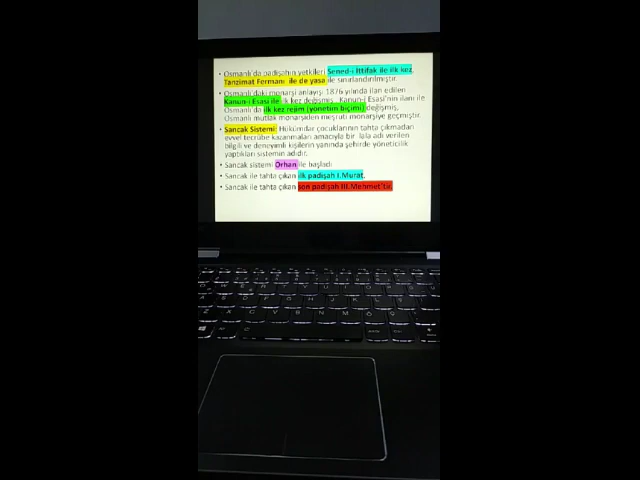 • Osmanlı'da padişahın yetkileri Sened-i İttifak ile ilk kez,
Tanzimat Fermanı ile de yasa ile sınırlandırılmıştır.
• Osmanlı'daki monarşi anlayışı 1876 yılında ilan edilen
Kanun-i Esasi ile ilk kez değişmiş, Kanun-i Esasi'nin ilanı ile
Osmanlı da ilk kez rejim (yönetim biçimi) değişmiş,
Osmanlı mutlak monarşiden meşruti monarşiye geçmiştir.
• Sancak Sistemi: Hükümdar çocuklarının tahta çıkmadan
evvel tecrübe kazanmaları amacıyla bir lala adı verilen
bilgili ve deneyimli kişilerin yanında şehirde yöneticilik
yaptıkları sistemin adıdır.
• Sancak sistemi Orhan ile başladı
• Sancak ile tahta çıkan ilk padişah I.Murat,
• Sancak ile tahta çıkan son padişah III.Mehmet'tir.